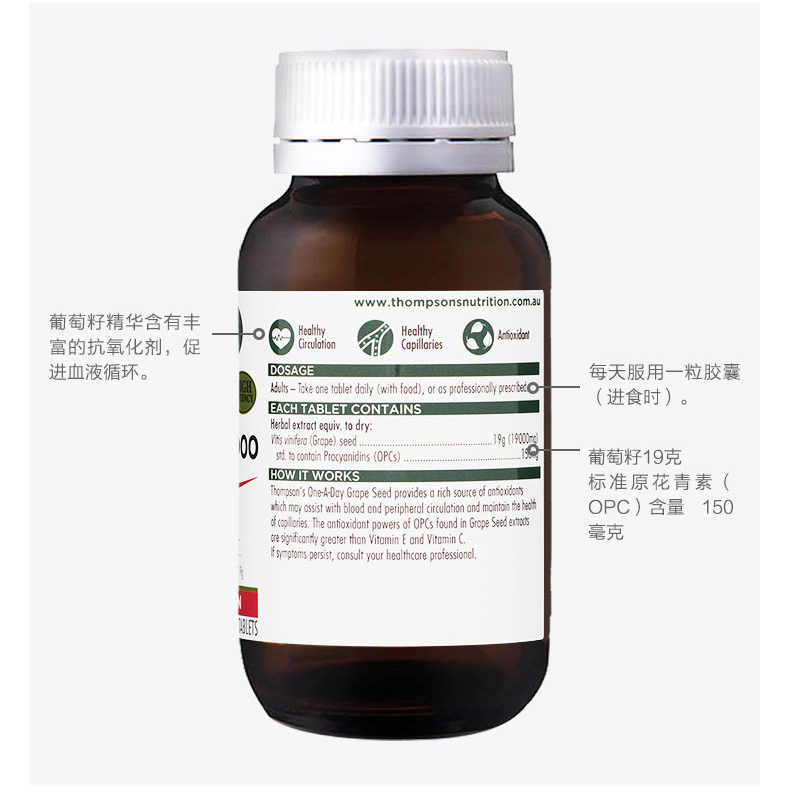 www.thompsonsnutrition.com.au
Healthy
Circulation
Healthy
Capillaries
Antioxidant
DOSAGE
Adults – Take one tablet daily (with food), or as professionally prescribed
EACH TABLET CONTAINS
Herbal extract equiv. to dry:
Vitis vinifera (Grape) seed 19g (19000mg)
std. to contain Procyanidins (OPCs)
HOW IT WORKS
Thompson's One-A-Day Grape Seed provides a rich source of antioxidants
which may assist with blood and peripheral circulation and maintain the health
of capillaries. The antioxidant powers of OPCs found in Grape Seed extracts
are significantly greater than Vitamin E and Vitamin C.
If symptoms persist, consult your healthcare professional.
TABLETS
葡萄籽精华含有丰
富的抗氧化剂，促
进血液循环。
每天服用一粒胶囊
（进食时）。
葡萄籽19克
标准原花青素（
OPC）含量 150
毫克